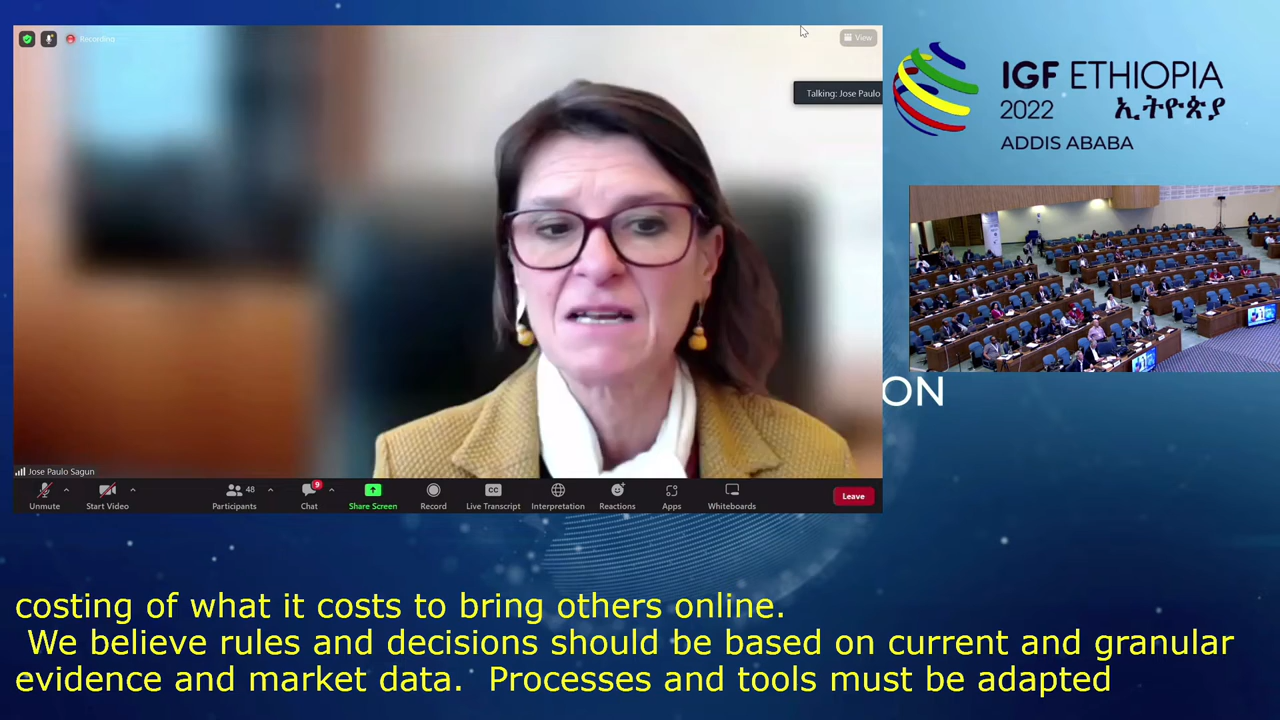 Recording
View
Talking: Jose Paulo
IGF ETHIOPIA
2022 ኢትዮጵያ
ADDIS ABABA
ON
Jose Paulo Sagun
Unmute
Start Video
48
Participants
9
Chat
Share Screen
Record
CC
Live Transcript
Interpretation
Reactions
Apps
Whiteboards
Leave
costing of what it costs to bring others online.
We believe rules and decisions should be based on current and granular
evidence and market data. Processes and tools must be adapted